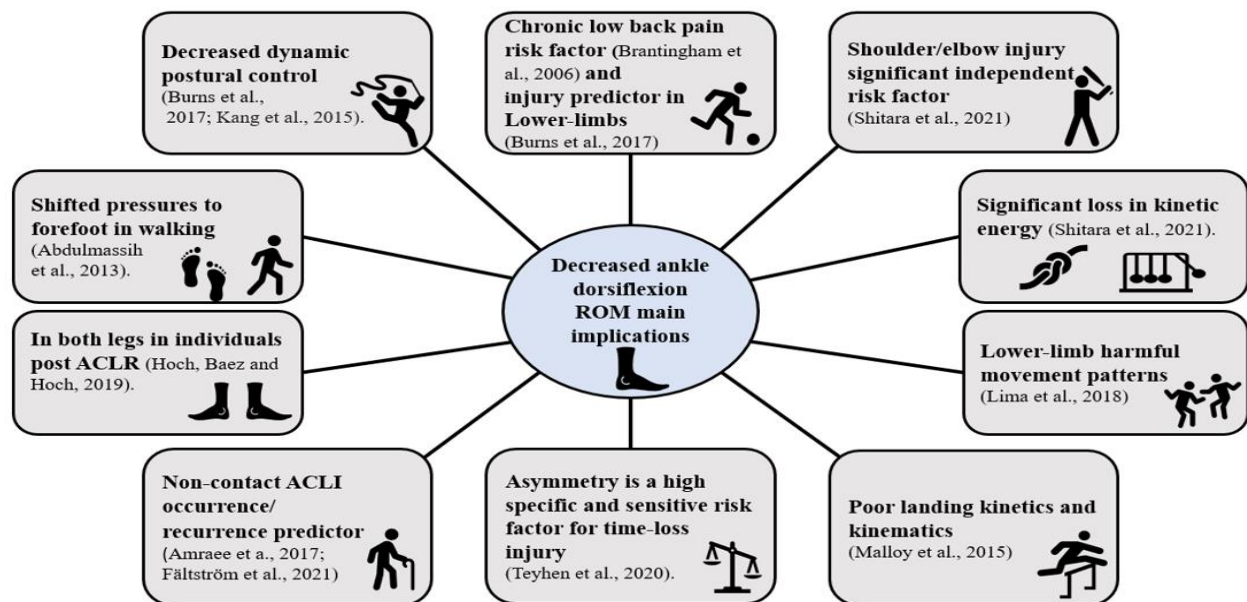 Decreased dynamic
postural control
(Burns et al.,
2017; Kang et al., 2015).
Chronic low back pain
risk factor (Brantingham et
al., 2006) and
injury predictor in
Lower-limbs
(Burns et al., 2017)
Shoulder/elbow injury
significant independent
risk factor
(Shitara et al., 2021)
Shifted pressures to
forefoot in walking
(Abdulmassih
et al., 2013).
Significant loss in kinetic
energy (Shitara et al., 2021).
Decreased ankle
dorsiflexion
ROM main
implications
In both legs in individuals
post ACLR (Hoch, Baez and
Hoch, 2019).
Lower-limb harmful
movement patterns
(Lima et al., 2018)
Non-contact ACLI
occurrence/
recurrence predictor
(Amraee et a., 2017;
Fältström et al., 2021)
Asymmetry is a high
specific and sensitive risk
factor for time-loss
injury
(Teyhen et al., 2020).
Poor landing kinetics and
kinematics
(Malloy et al., 2015)